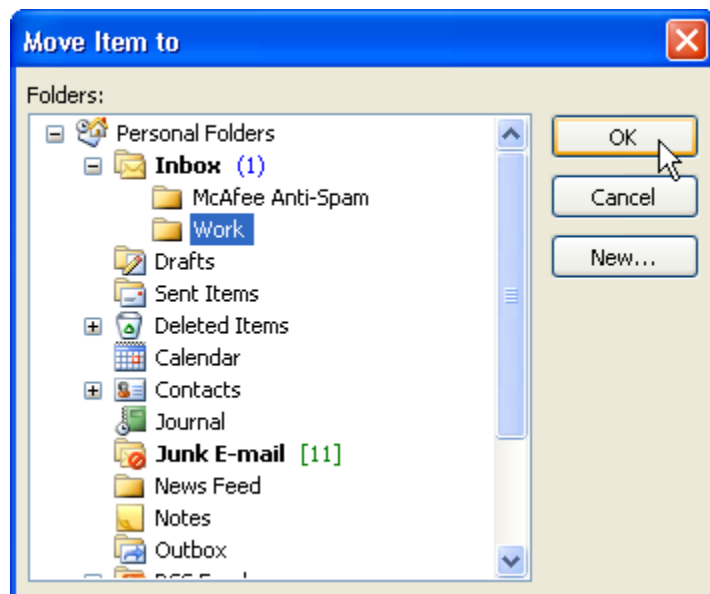 Move Item to
Folders:
Personal Folders
Inbox (1)
McAfee Anti-Spam
Work
Drafts
Sent Items
Deleted Items
Calendar
Contacts
Journal
Junk E-mail [11]
News Feed
Notes
Outbox
OK
Cancel
New...